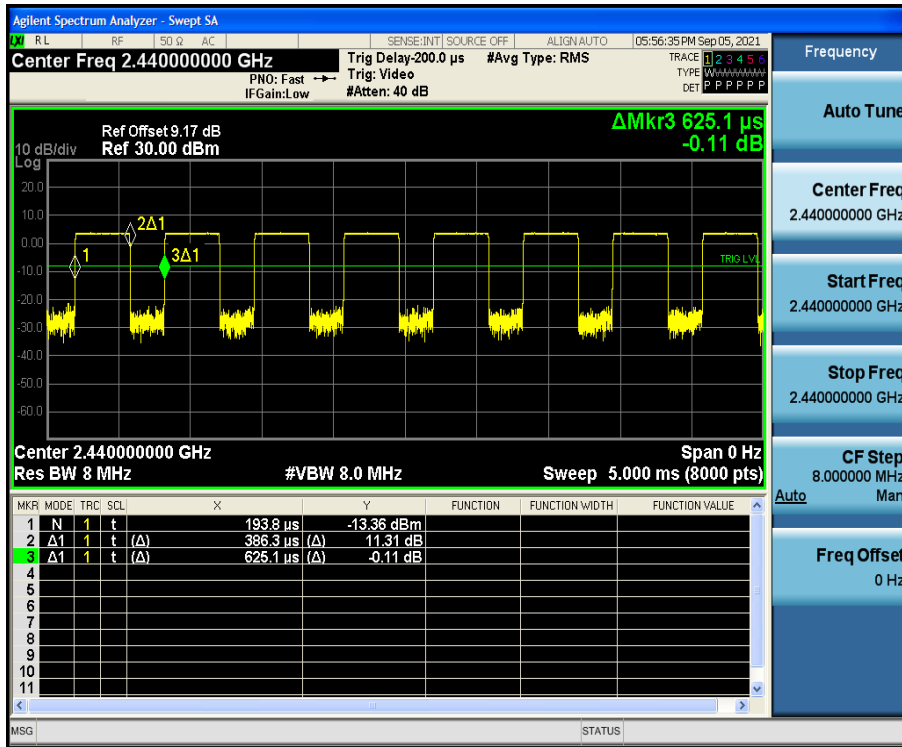 Agilent Spectrum Analyzer - Swept SA
LXI RL RF 50 Ω AC SENSE:INT SOURCE OFF ALIGN AUTO 05:56:35 PM Sep 05, 2021
Center Freq 2.440000000 GHz
PNO: Fast
IFGain:Low
Trig Delay-200.0 µs
Trig: Video
#Atten: 40 dB
#Avg Type: RMS
TRACE 1 2 3 4 5 6
TYPE WWWWWW
DET P P P P P P
Frequency
Auto Tune
Center Freq
2.440000000 GHz
Start Freq
2.440000000 GHz
Stop Freq
2.440000000 GHz
CF Step
8.000000 MHz
Auto Man
Freq Offset
0 Hz
ΔMkr3 625.1 µs
-0.11 dB
Ref Offset 9.17 dB
10 dB/div Ref 30.00 dBm
Log
20.0
10.0
0.00
-10.0
-20.0
-30.0
-40.0
-50.0
-60.0
1
2Δ1
3Δ1
TRIG LVL
Center 2.440000000 GHz Span 0 Hz
Res BW 8 MHz #VBW 8.0 MHz Sweep 5.000 ms (8000 pts)
MKR MODE TRC SCL X Y FUNCTION FUNCTION WIDTH FUNCTION VALUE
1 N 1 t 193.8 µs -13.36 dBm
2 Δ1 1 t (Δ) 386.3 µs (Δ) 11.31 dB
3 Δ1 1 t (Δ) 625.1 µs (Δ) -0.11 dB
4
5
6
7
8
9
10
11
MSG STATUS